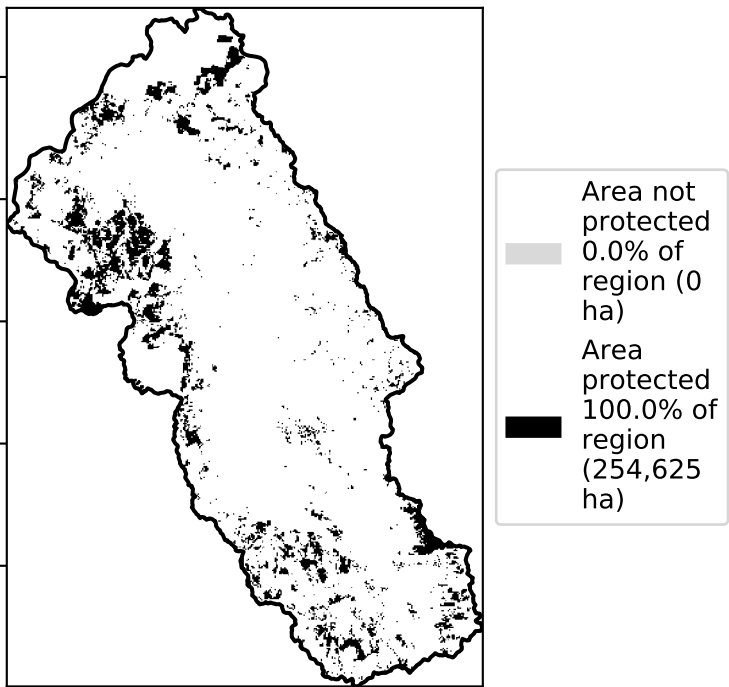 Area not
protected
0.0% of
region (0
ha)
Area
protected
100.0% of
region
(254,625
ha)